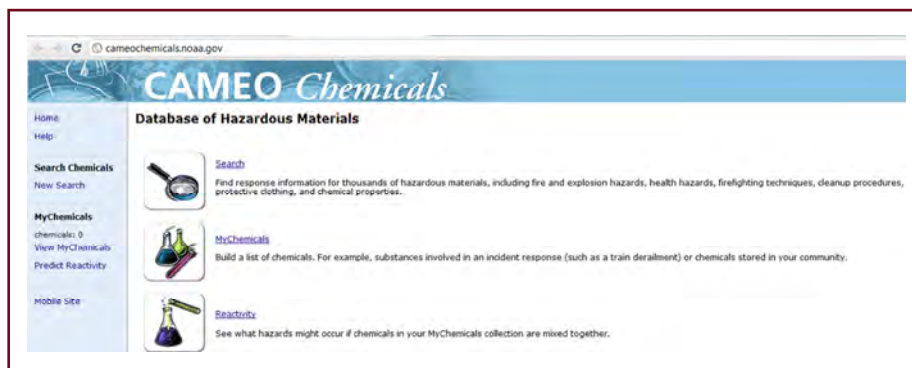 cameochemicals.noaa.gov
CAMEO Chemicals
Home
Help
Search Chemicals
New Search
MyChemicals
chemicals: 0
View MyChemicals
Predict Reactivity
Mobile Site
Database of Hazardous Materials
Search
Find response information for thousands of hazardous materials, including fire and explosion hazards, health hazards, firefighting techniques, cleanup procedures,
protective clothing, and chemical properties.
MyChemicals
Build a list of chemicals. For example, substances involved in an incident response (such as a train derailment) or chemicals stored in your community.
Reactivity
See what hazards might occur if chemicals in your MyChemicals collection are mixed together.